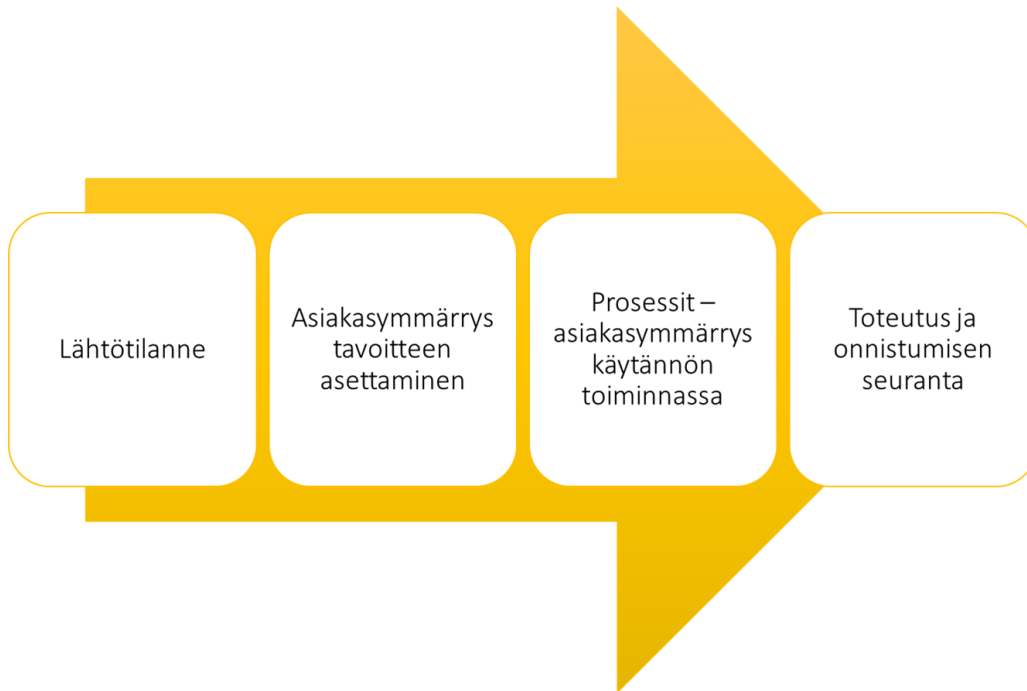 Lähtötilanne
Asiakasymmärrys
tavoitteen
asettaminen
Prosessit –
asiakasymmärrys
käytännön
toiminnassa
Toteutus ja
onnistumisen
seuranta